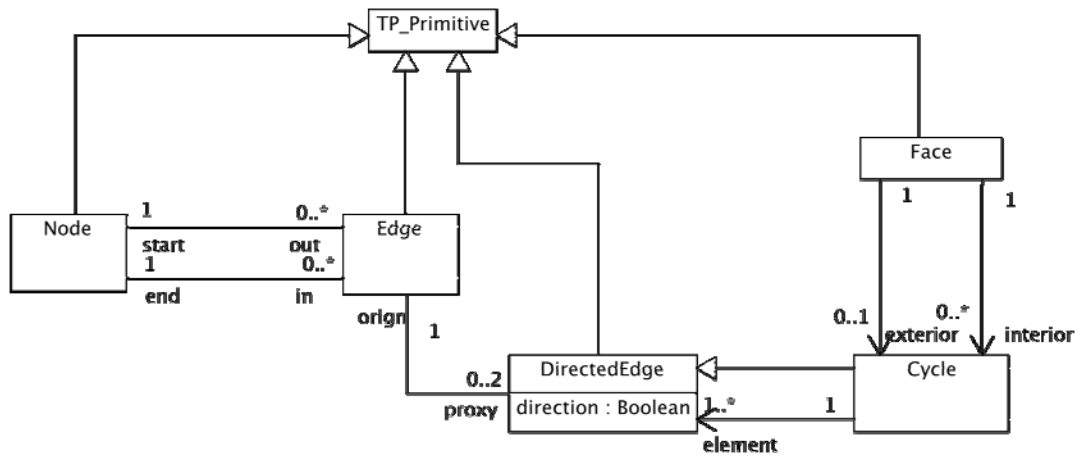 TP_Primitive
Face
1
1
Node
1
0..*
Edge
start
out
1
0..*
end
in
orign
1
0..1
0..*
exterior
interior
DirectedEdge
Cycle
0..2
proxy
direction : Boolean
1..*
1
element